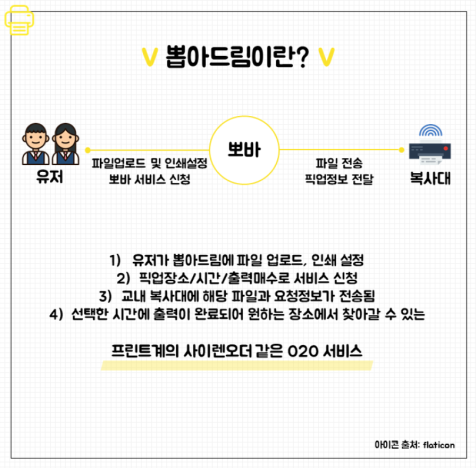 V 뽑아드림이란? V
뽀바
파일업로드 및 인쇄설정
뽀바 서비스 신청
파일 전송
픽업정보 전달
유저
복사대
1) 유저가 뽑아드림에 파일 업로드, 인쇄 설정
2) 픽업장소/시간/출력매수로 서비스 신청
3) 교내 복사대에 해당 파일과 요청정보가 전송됨
4) 선택한 시간에 출력이 완료되어 원하는 장소에서 찾아갈 수 있는
프린트계의 사이렌오더 같은 O2O 서비스
아이콘 출처: flaticon